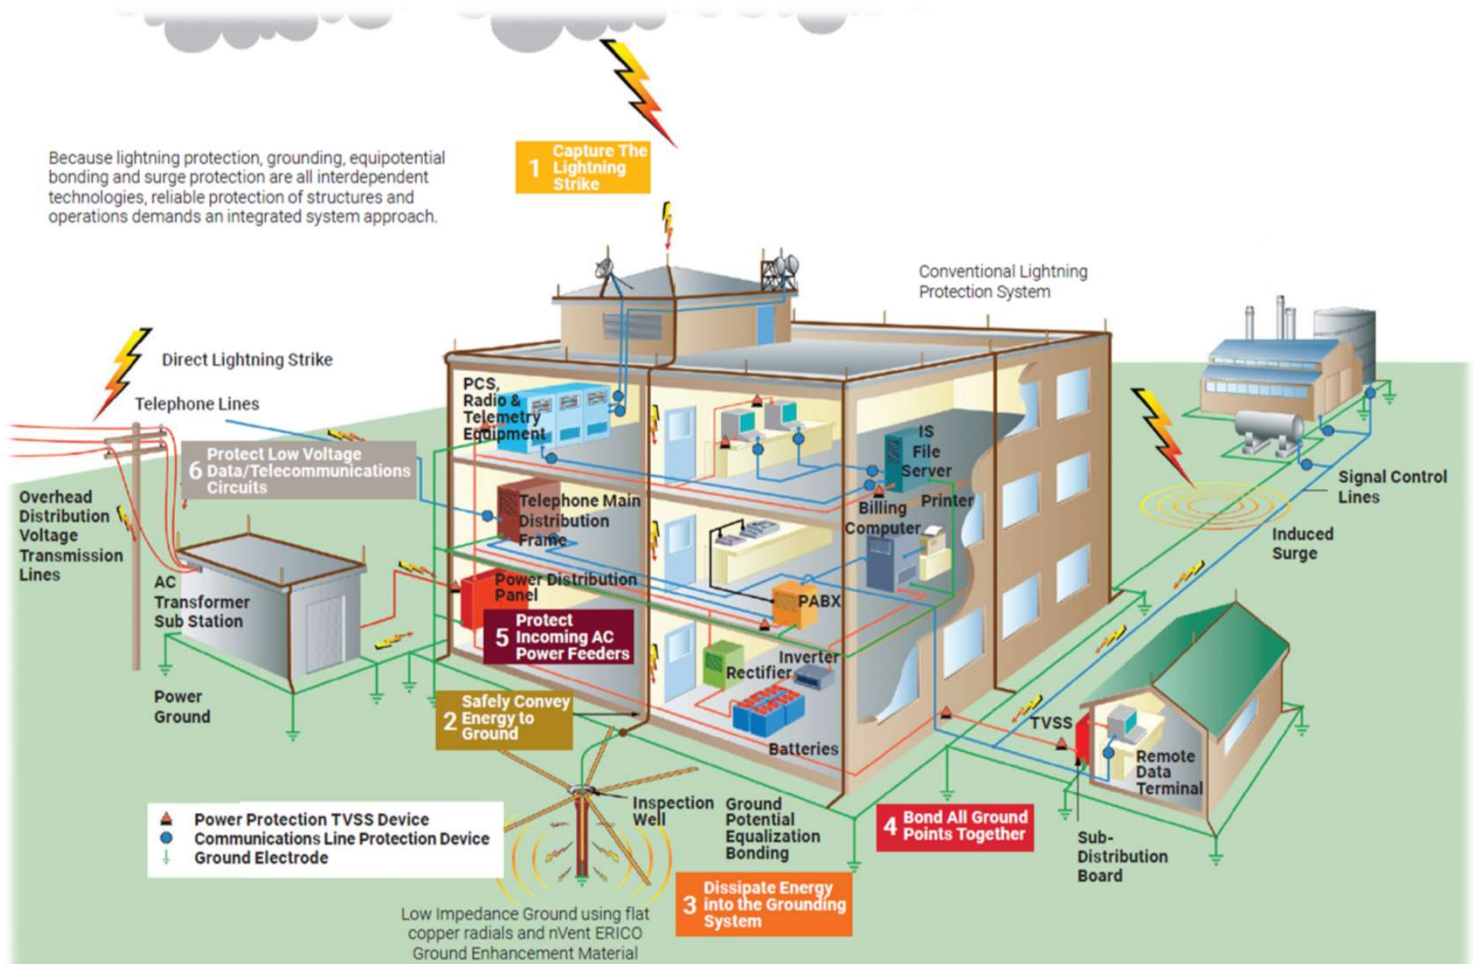 1 Capture The
Lightning
Strike
Because lightning protection, grounding, equipotential
bonding and surge protection are all interdependent
technologies, reliable protection of structures and
operations demands an integrated system approach.
Conventional Lightning
Protection System
Direct Lightning Strike
Telephone Lines
6 Protect Low Voltage
Data/Telecommunications
Circuits
Overhead
Distribution
Voltage
Transmission
Lines
AC
Transformer
Sub Station
Power
Ground
PCS,
Radio &
Telemetry
Equipment
IS
File
Server
Printer
Billing
Computer
Telephone Main
Distribution
Frame
Power Distribution
Panel
PABX
5 Protect
Incoming AC
Power Feeders
Inverter
Rectifier
Batteries
2 Safely Convey
Energy to
Ground
Signal Control
Lines
Induced
Surge
TVSS
Remote
Data
Terminal
Sub-
Distribution
Board
4 Bond All Ground
Points Together
Inspection
Well
Ground
Potential
Equalization
Bonding
3 Dissipate Energy
into the Grounding
System
Power Protection TVSS Device
Communications Line Protection Device
Ground Electrode
Low Impedance Ground using flat
copper radials and nVent ERICO
Ground Enhancement Material